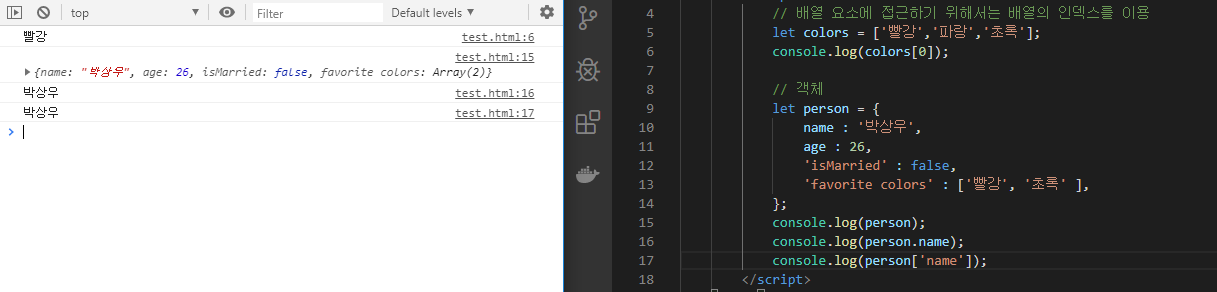 top
Filter
Default levels
빨강 test.html:6
test.html:15
{name: "박상우", age: 26, isMarried: false, favorite colors: Array(2)}
박상우 test.html:16
박상우 test.html:17
>
4 // 배열 요소에 접근하기 위해서는 배열의 인덱스를 이용
5 let colors = ['빨강','파랑','초록'];
6 console.log(colors[0]);
7
8 // 객체
9 let person = {
10 name : '박상우',
11 age : 26,
12 'isMarried' : false,
13 'favorite colors' : ['빨강', '초록' ],
14 };
15 console.log(person);
16 console.log(person.name);
17 console.log(person['name']);
18 </script>